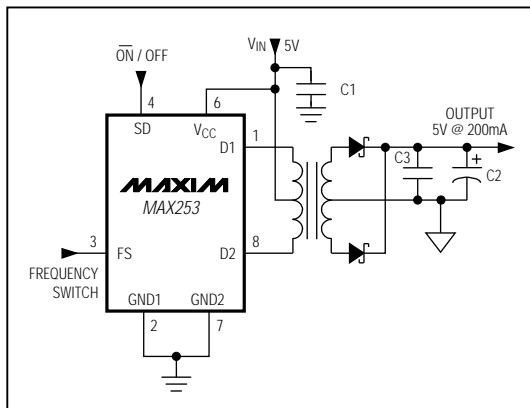 VIN 5V
ON / OFF
C1
4
6
SD
VCC
D1
1
OUTPUT
5V @ 200mA
MAXIM
MAX253
C3
+
C2
3
FS
D2
8
FREQUENCY
SWITCH
GND1
GND2
2
7